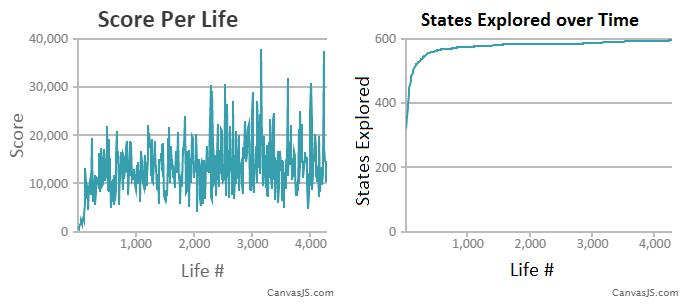 Score Per Life
40,000
30,000
20,000
10,000
0
Score
1,000
2,000
3,000
4,000
Life #
CanvasJS.com
States Explored over Time
600
400
200
0
States Explored
1,000
2,000
3,000
4,000
Life #
CanvasJS.com